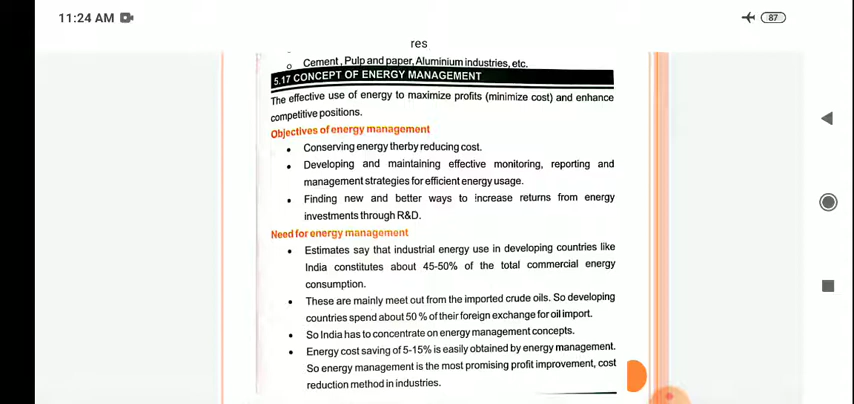 11:24 AM
87
res
Cement, Pulp and paper, Aluminium industries, etc.
5.17 CONCEPT OF ENERGY MANAGEMENT
The effective use of energy to maximize profits (minimize cost) and enhance
competitive positions.
Objectives of energy management
Conserving energy therby reducing cost.
Developing and maintaining effective monitoring, reporting and
management strategies for efficient energy usage.
Finding new and better ways to increase returns from energy
investments through R&D.
Need for energy management
Estimates say that industrial energy use in developing countries like
India constitutes about 45-50% of the total commercial energy
consumption.
These are mainly meet out from the imported crude oils. So developing
countries spend about 50 % of their foreign exchange for oil import.
So India has to concentrate on energy management concepts.
Energy cost saving of 5-15% is easily obtained by energy management.
So energy management is the most promising profit improvement, cost
reduction method in industries.